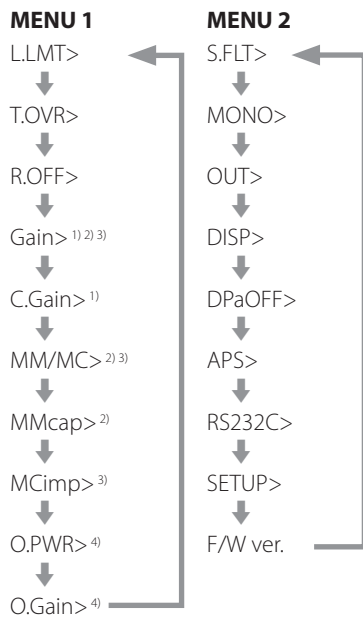 MENU 1
L.LMT>
T.OVR>
R.OFF>
Gain> 1) 2) 3)
C.Gain> 1)
MM/MC> 2) 3)
MMcap> 2)
MCimp> 3)
O.PWR> 4)
O.Gain> 4)
MENU 2
S.FLT>
MONO>
OUT>
DISP>
DPaOFF>
APS>
RS232C>
SETUP>
F/W ver.